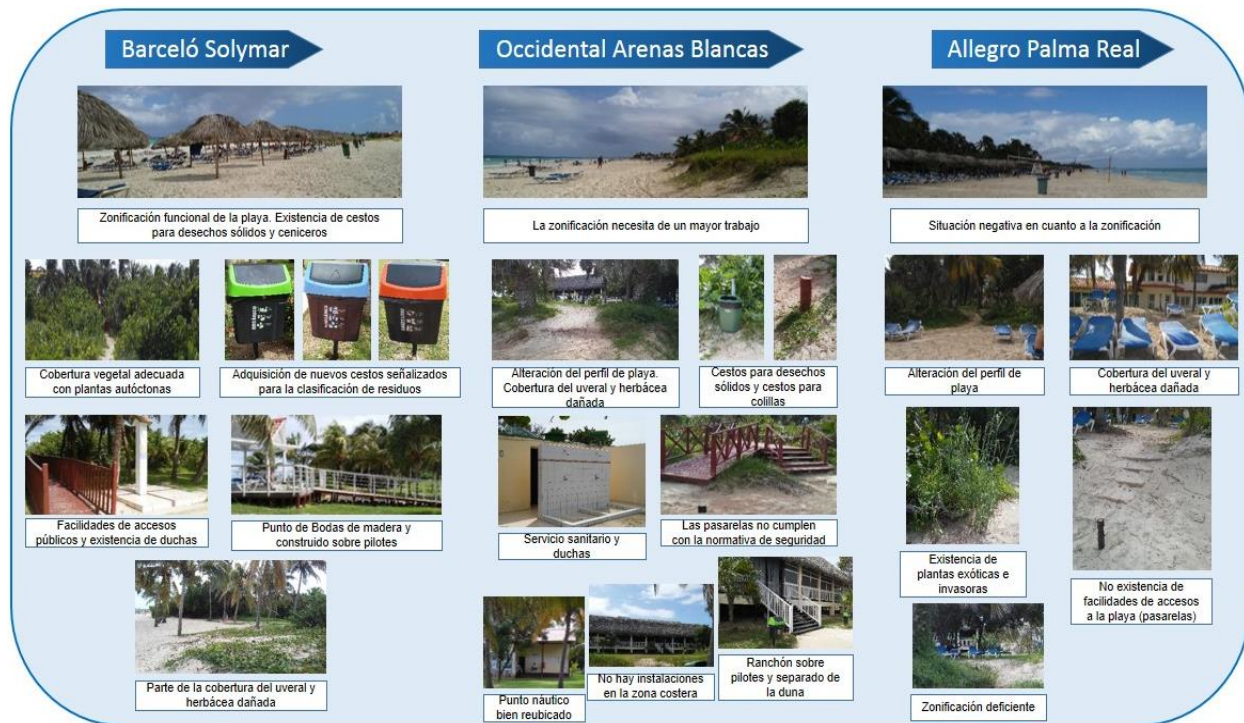 Barceló Solymar
Zonificación funcional de la playa. Existencia de cestos
para desechos sólidos y ceniceros
Cobertura vegetal adecuada
con plantas autóctonas
Adquisición de nuevos cestos señalizados
para la clasificación de residuos
Facilidades de accesos
públicos y existencia de duchas
Punto de Bodas de madera y
construido sobre pilotes
Parte de la cobertura del uveral y
herbácea dañada
Occidental Arenas Blancas
La zonificación necesita de un mayor trabajo
Alteración del perfil de playa.
Cobertura del uveral y herbácea
dañada
Cestos para desechos
sólidos y cestos para
colillas
Servicio sanitario y
duchas
Las pasarelas no cumplen
con la normativa de seguridad
Punto náutico
bien reubicado
No hay instalaciones
en la zona costera
Ranchón sobre
pilotes y separado de
la duna
Allegro Palma Real
Situación negativa en cuanto a la zonificación
Alteración del perfil de
playa
Cobertura del uveral y
herbácea dañada
Existencia de
plantas exóticas e
invasoras
No existencia de
facilidades de accesos
a la playa (pasarelas)
Zonificación deficiente